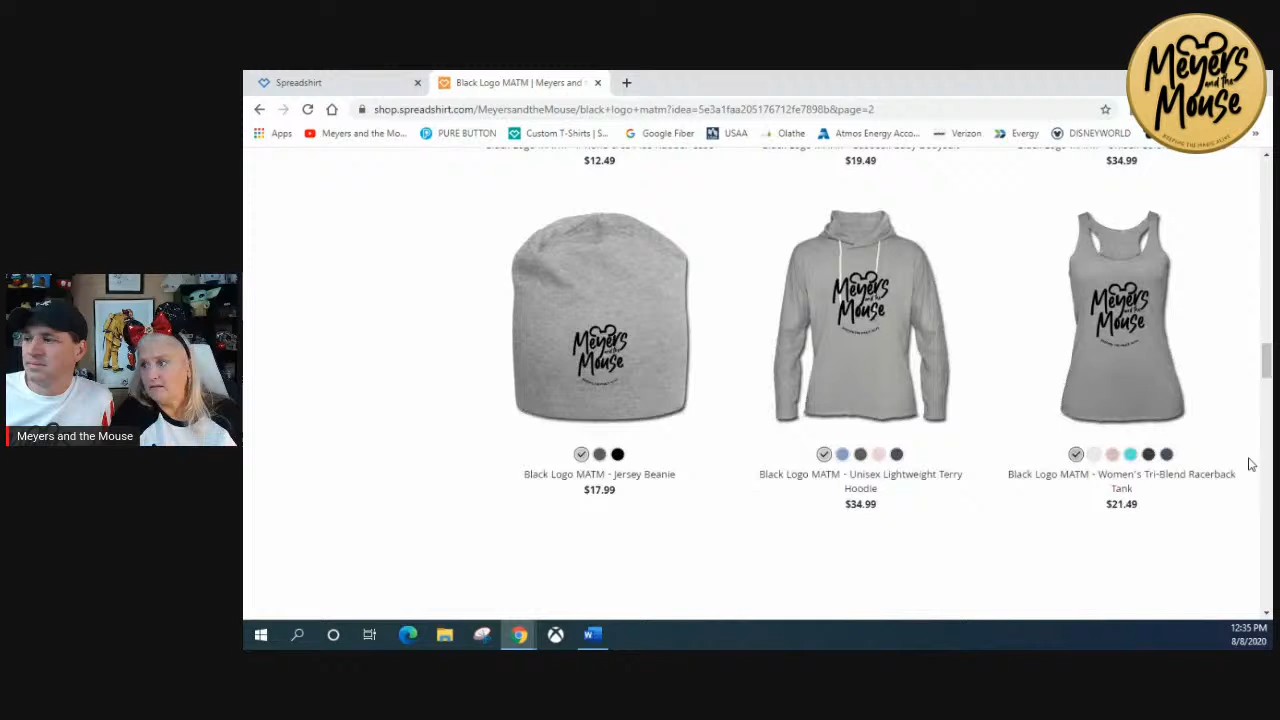 Spreadshirt
Black Logo MATM | Meyers and
shop.spreadshirt.com/MeyersandtheMouse/black+logo+matm?idea=5e3a1faa205176712fe7898b&page=2
Apps
Meyers and the Mo...
PURE BUTTON
Custom T-Shirts | S...
Google Fiber
USAA
Olathe
Atmos Energy Acco...
Verizon
Evergy
DISNEYWORLD
»
Meyers
and the
Mouse
KEEPING THE MAGIC ALIVE
$12.49
$19.49
$34.99
Meyers
and the
Mouse
Meyers
and the
Mouse
Meyers
and the
Mouse
Black Logo MATM - Jersey Beanie
$17.99
Black Logo MATM - Unisex Lightweight Terry
Hoodie
$34.99
Black Logo MATM - Women's Tri-Blend Racerback
Tank
$21.49
Meyers and the Mouse
12:35 PM
8/8/2020